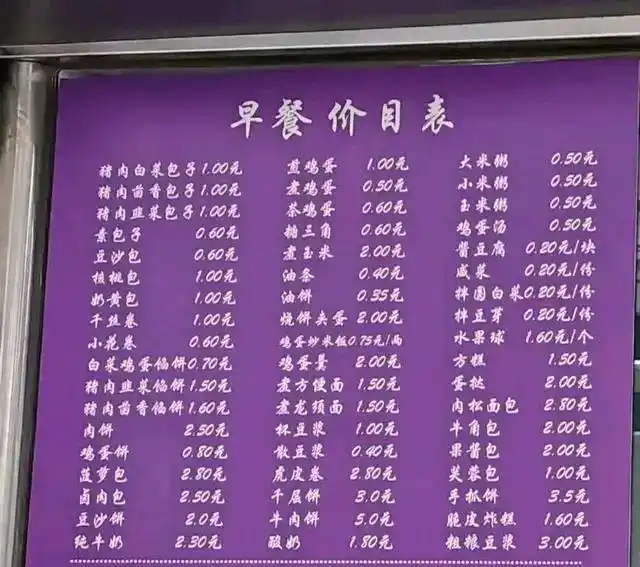 早餐价目表
猪肉白菜包子 1.00元
猪肉茴香包子 1.00元
猪肉韭菜包子 1.00元
素包子 0.60元
豆沙包 0.60元
核桃包 1.00元
奶黄包 1.00元
千丝卷 1.00元
小花卷 0.60元
白菜鸡蛋馅饼 0.70元
猪肉韭菜馅饼 1.50元
猪肉茴香馅饼 1.60元
肉饼 2.50元
鸡蛋饼 0.80元
菠萝包 2.80元
卤肉包 2.50元
豆沙饼 2.0元
纯牛奶 2.30元
煎鸡蛋 1.00元
煮鸡蛋 0.50元
茶鸡蛋 0.60元
糖三角 0.60元
煮玉米 2.00元
油条 0.40元
油饼 0.35元
烧饼夹蛋 2.00元
鸡蛋炒米饭 0.75元/两
鸡蛋羹 2.00元
煮方便面 1.50元
煮龙须面 1.50元
杯豆浆 1.00元
散豆浆 0.40元
虎皮卷 2.80元
千层饼 3.0元
牛肉饼 5.0元
酸奶 1.80元
大米粥 0.50元
小米粥 0.50元
玉米粥 0.50元
鸡蛋汤 0.50元
酱豆腐 0.20元/块
咸菜 0.20元/份
拌圆白菜 0.20元/份
拌豆芽 0.20元/份
水果球 1.60元/个
方糕 1.50元
蛋挞 2.00元
肉松面包 2.80元
牛角包 2.00元
果酱包 2.00元
芙蓉包 1.00元
手抓饼 3.5元
脆皮炸糕 1.60元
粗粮豆浆 3.00元